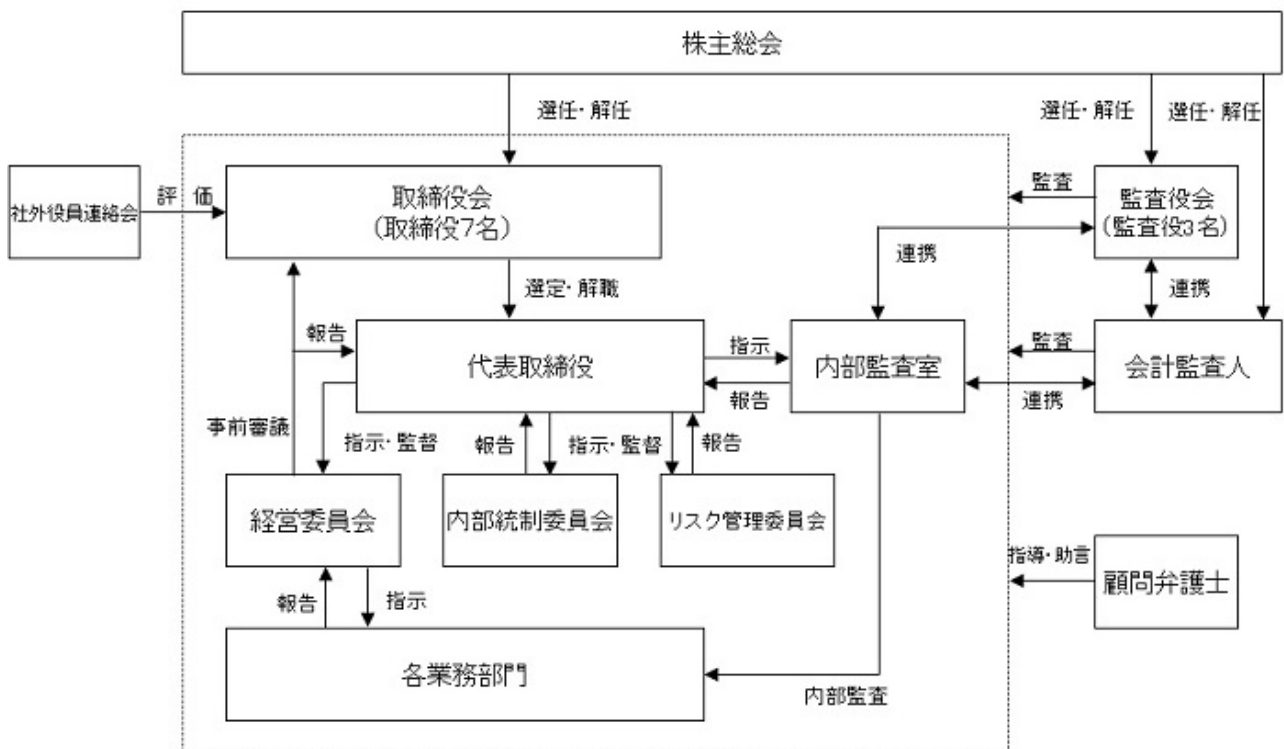 株主総会
選任・解任
選任・解任
選任・解任
社外役員連絡会
評 価
取締役会
(取締役7名)
監査
監査役会
(監査役3名)
連携
連携
選定・解職
報告
代表取締役
指示
報告
内部監査室
監査
連携
会計監査人
事前審議
指示・監督
報告
指示・監督
報告
経営委員会
内部統制委員会
リスク管理委員会
指導・助言
顧問弁護士
報告
指示
各業務部門
内部監査